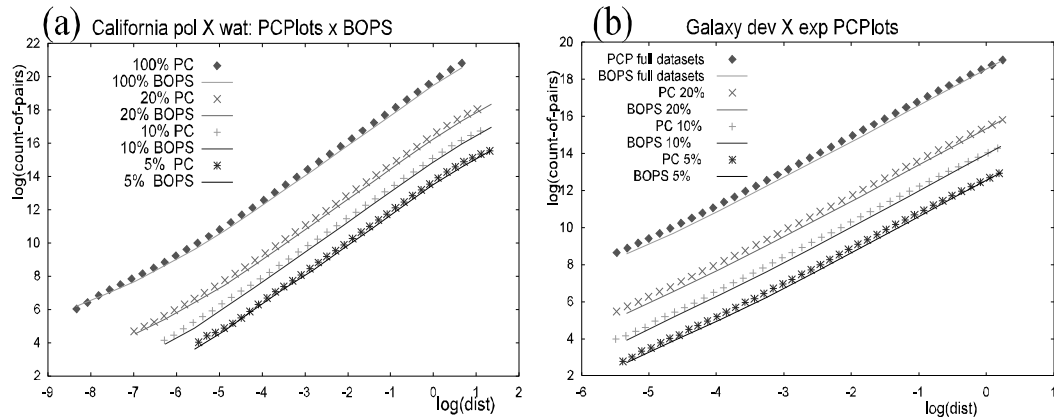 (a)
California pol X wat: PCPlots x BOPS
log(count-of-pairs)
22
20
18
16
14
12
10
8
6
4
2
100% PC
100% BOPS
20% PC
20% BOPS
10% PC
10% BOPS
5% PC
5% BOPS
-9 -8 -7 -6 -5 -4 -3 -2 -1 0 1 2
log(dist)
(b)
Galaxy dev X exp PCPlots
log(count-of-pairs)
20
18
16
14
12
10
8
6
4
2
PCP full datasets
BOPS full datasets
PC 20%
BOPS 20%
PC 10%
BOPS 10%
PC 5%
BOPS 5%
-6 -5 -4 -3 -2 -1 0 1
log(dist)